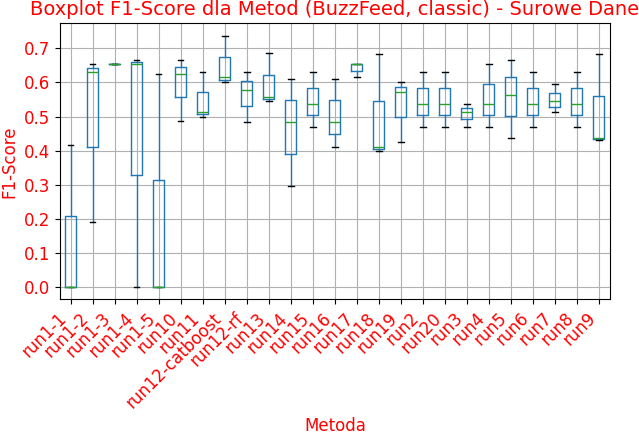 Boxplot F1-Score dla Metod (BuzzFeed, classic) - Surowe Dane
F1-Score
0.7
0.6
0.5
0.4
0.3
0.2
0.1
0.0
run1-1
run1-2
run1-3
run1-4
run1-5
run10
run11
run12-catboost
run12-rf
run13
run14
run15
run16
run17
run18
run19
run2
run20
run3
run4
run5
run6
run7
run8
run9
Metoda